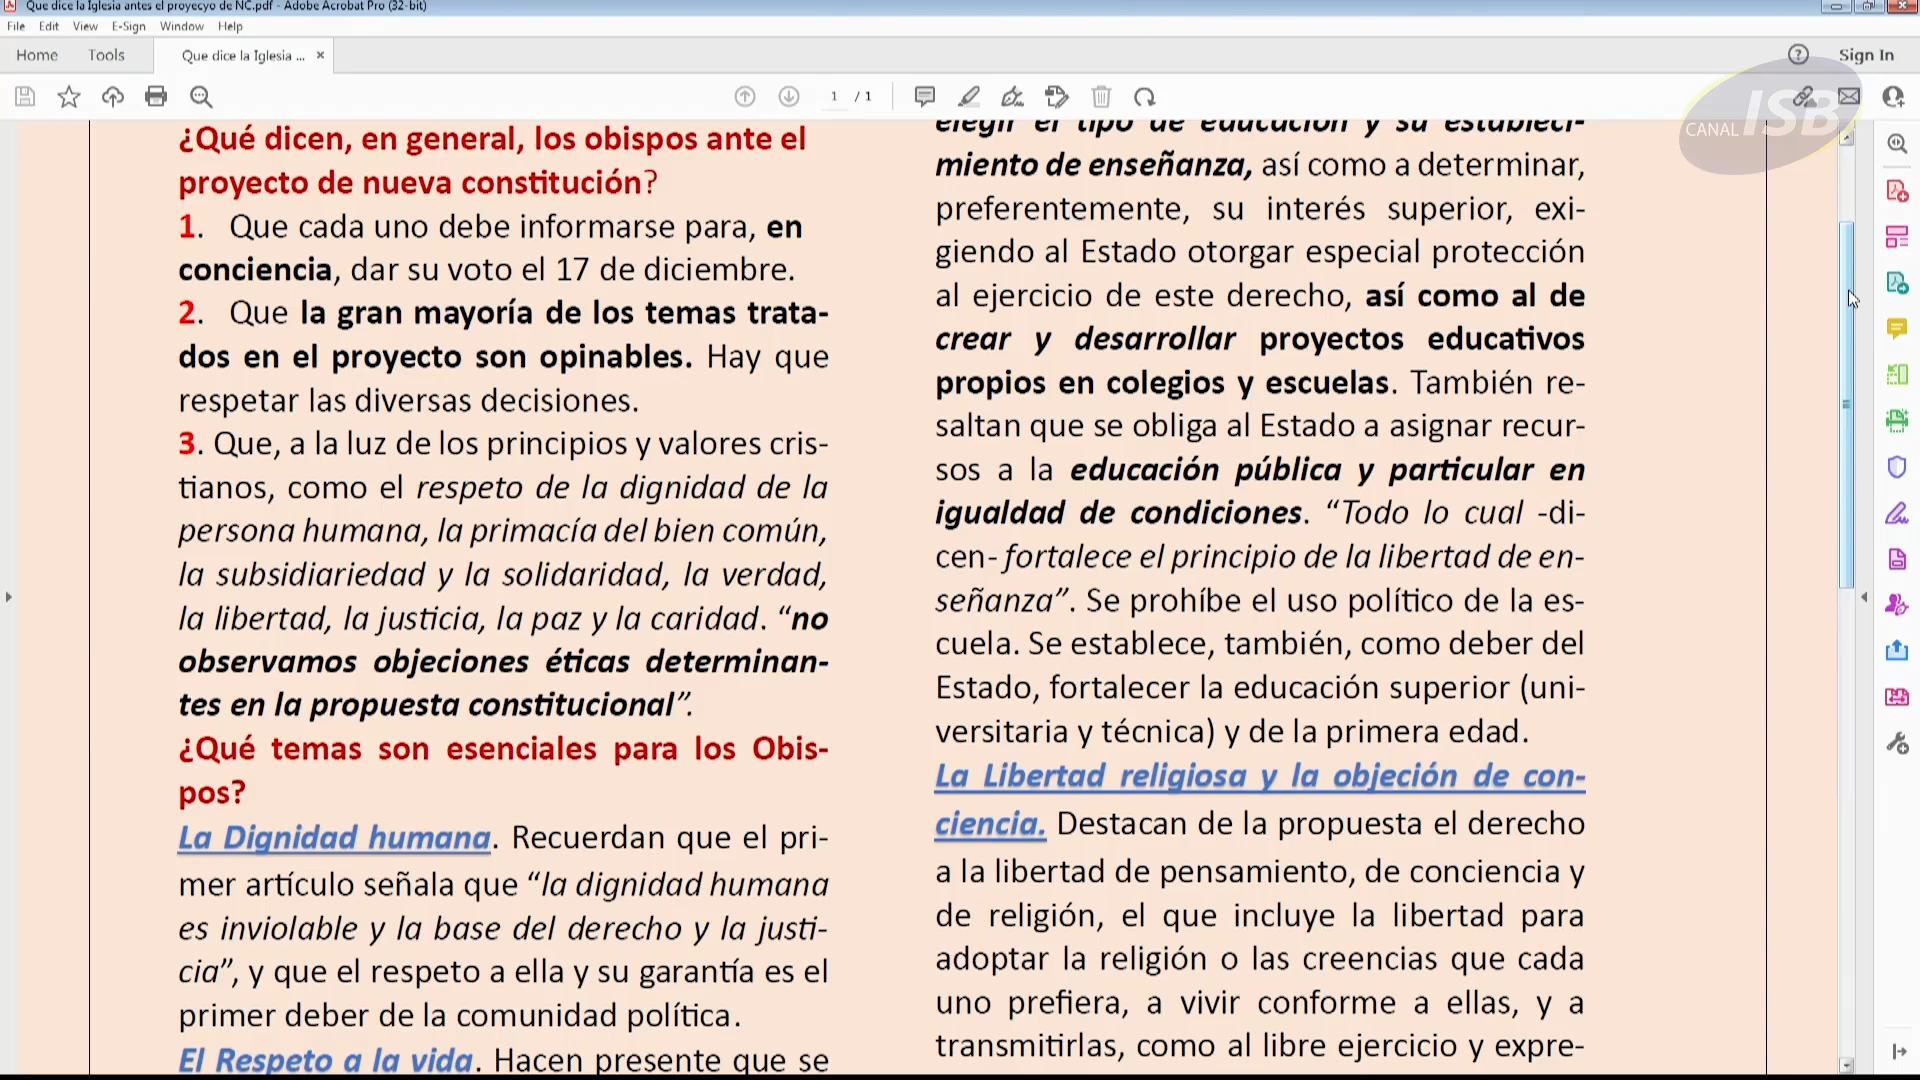 Que dice la Iglesia antes el proyecyo de NC.pdf - Adobe Acrobat Pro (32-bit)
File Edit View E-Sign Window Help
Home Tools Que dice la Iglesia ... × Sign In
1 / 1
CANAL ISB
¿Qué dicen, en general, los obispos ante el
proyecto de nueva constitución?
1. Que cada uno debe informarse para, en
conciencia, dar su voto el 17 de diciembre.
2. Que la gran mayoría de los temas trata-
dos en el proyecto son opinables. Hay que
respetar las diversas decisiones.
3. Que, a la luz de los principios y valores cris-
tianos, como el respeto de la dignidad de la
persona humana, la primacía del bien común,
la subsidiariedad y la solidaridad, la verdad,
la libertad, la justicia, la paz y la caridad. “no
observamos objeciones éticas determinan-
tes en la propuesta constitucional”.
¿Qué temas son esenciales para los Obis-
pos?
La Dignidad humana. Recuerdan que el pri-
mer artículo señala que “la dignidad humana
es inviolable y la base del derecho y la justi-
cia”, y que el respeto a ella y su garantía es el
primer deber de la comunidad política.
El Respeto a la vida. Hacen presente que se
elegir el tipo de educación y su estableci-
miento de enseñanza, así como a determinar,
preferentemente, su interés superior, exi-
giendo al Estado otorgar especial protección
al ejercicio de este derecho, así como al de
crear y desarrollar proyectos educativos
propios en colegios y escuelas. También re-
saltan que se obliga al Estado a asignar recur-
sos a la educación pública y particular en
igualdad de condiciones. “Todo lo cual -di-
cen- fortalece el principio de la libertad de en-
señanza”. Se prohíbe el uso político de la es-
cuela. Se establece, también, como deber del
Estado, fortalecer la educación superior (uni-
versitaria y técnica) y de la primera edad.
La Libertad religiosa y la objeción de con-
ciencia. Destacan de la propuesta el derecho
a la libertad de pensamiento, de conciencia y
de religión, el que incluye la libertad para
adoptar la religión o las creencias que cada
uno prefiera, a vivir conforme a ellas, y a
transmitirlas, como al libre ejercicio y expre-